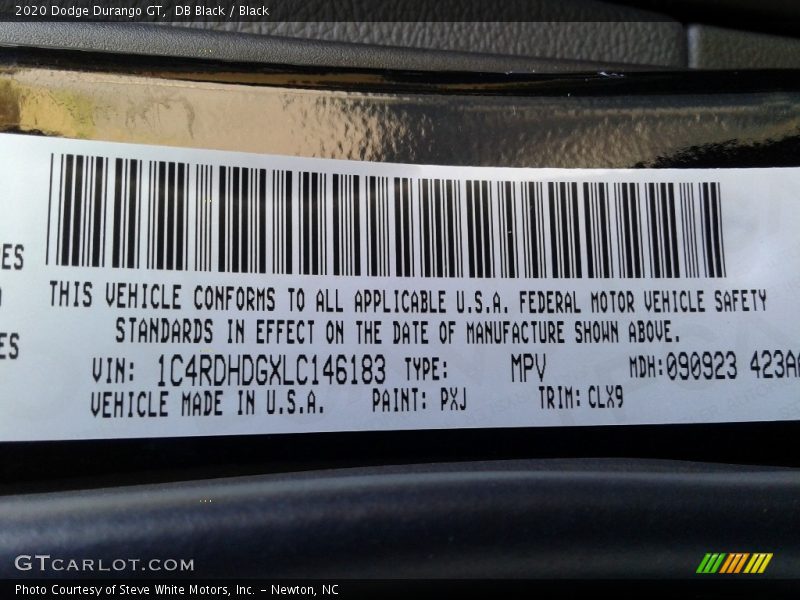 2020 Dodge Durango GT, DB Black / Black
ES
ES
THIS VEHICLE CONFORMS TO ALL APPLICABLE U.S.A. FEDERAL MOTOR VEHICLE SAFETY
STANDARDS IN EFFECT ON THE DATE OF MANUFACTURE SHOWN ABOVE.
VIN: 1C4RDHDGXLC146183 TYPE: MPV MDH:090923 423A
VEHICLE MADE IN U.S.A. PAINT: PXJ TRIM: CLX9
GTCARLOT.COM
Photo Courtesy of Steve White Motors, Inc. – Newton, NC